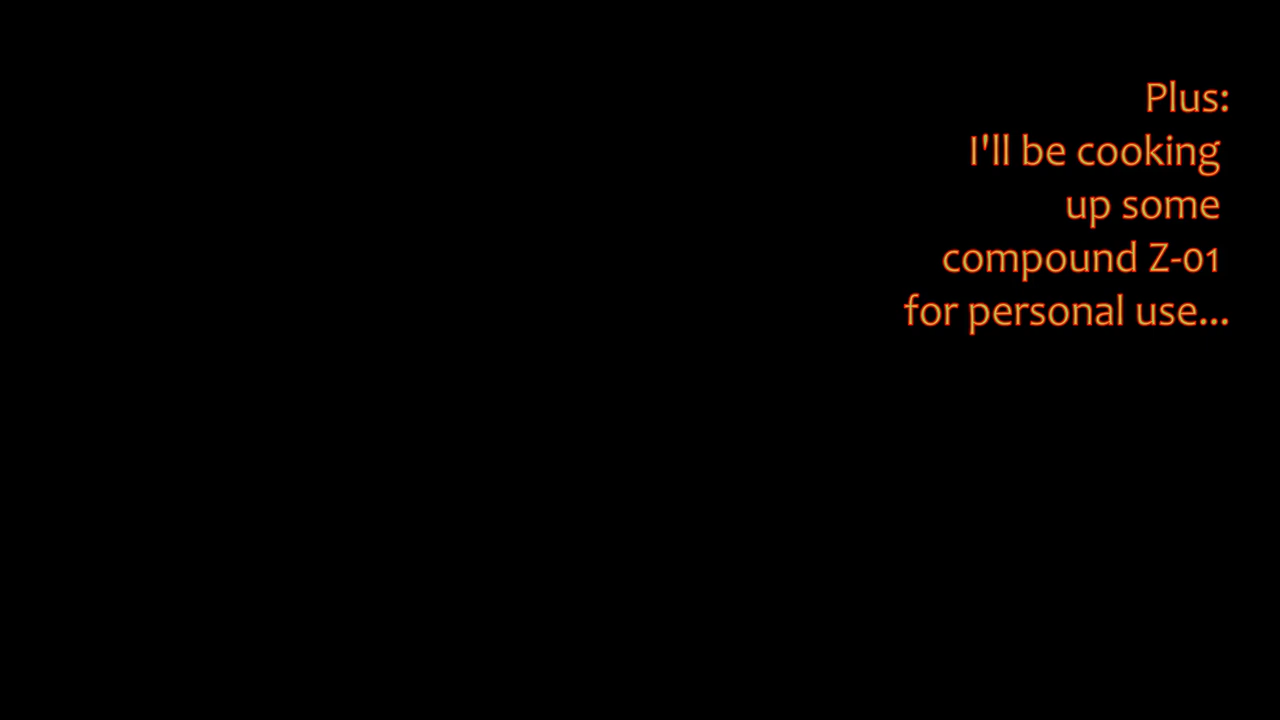 Plus:
I'll be cooking
up some
compound Z-01
for personal use...